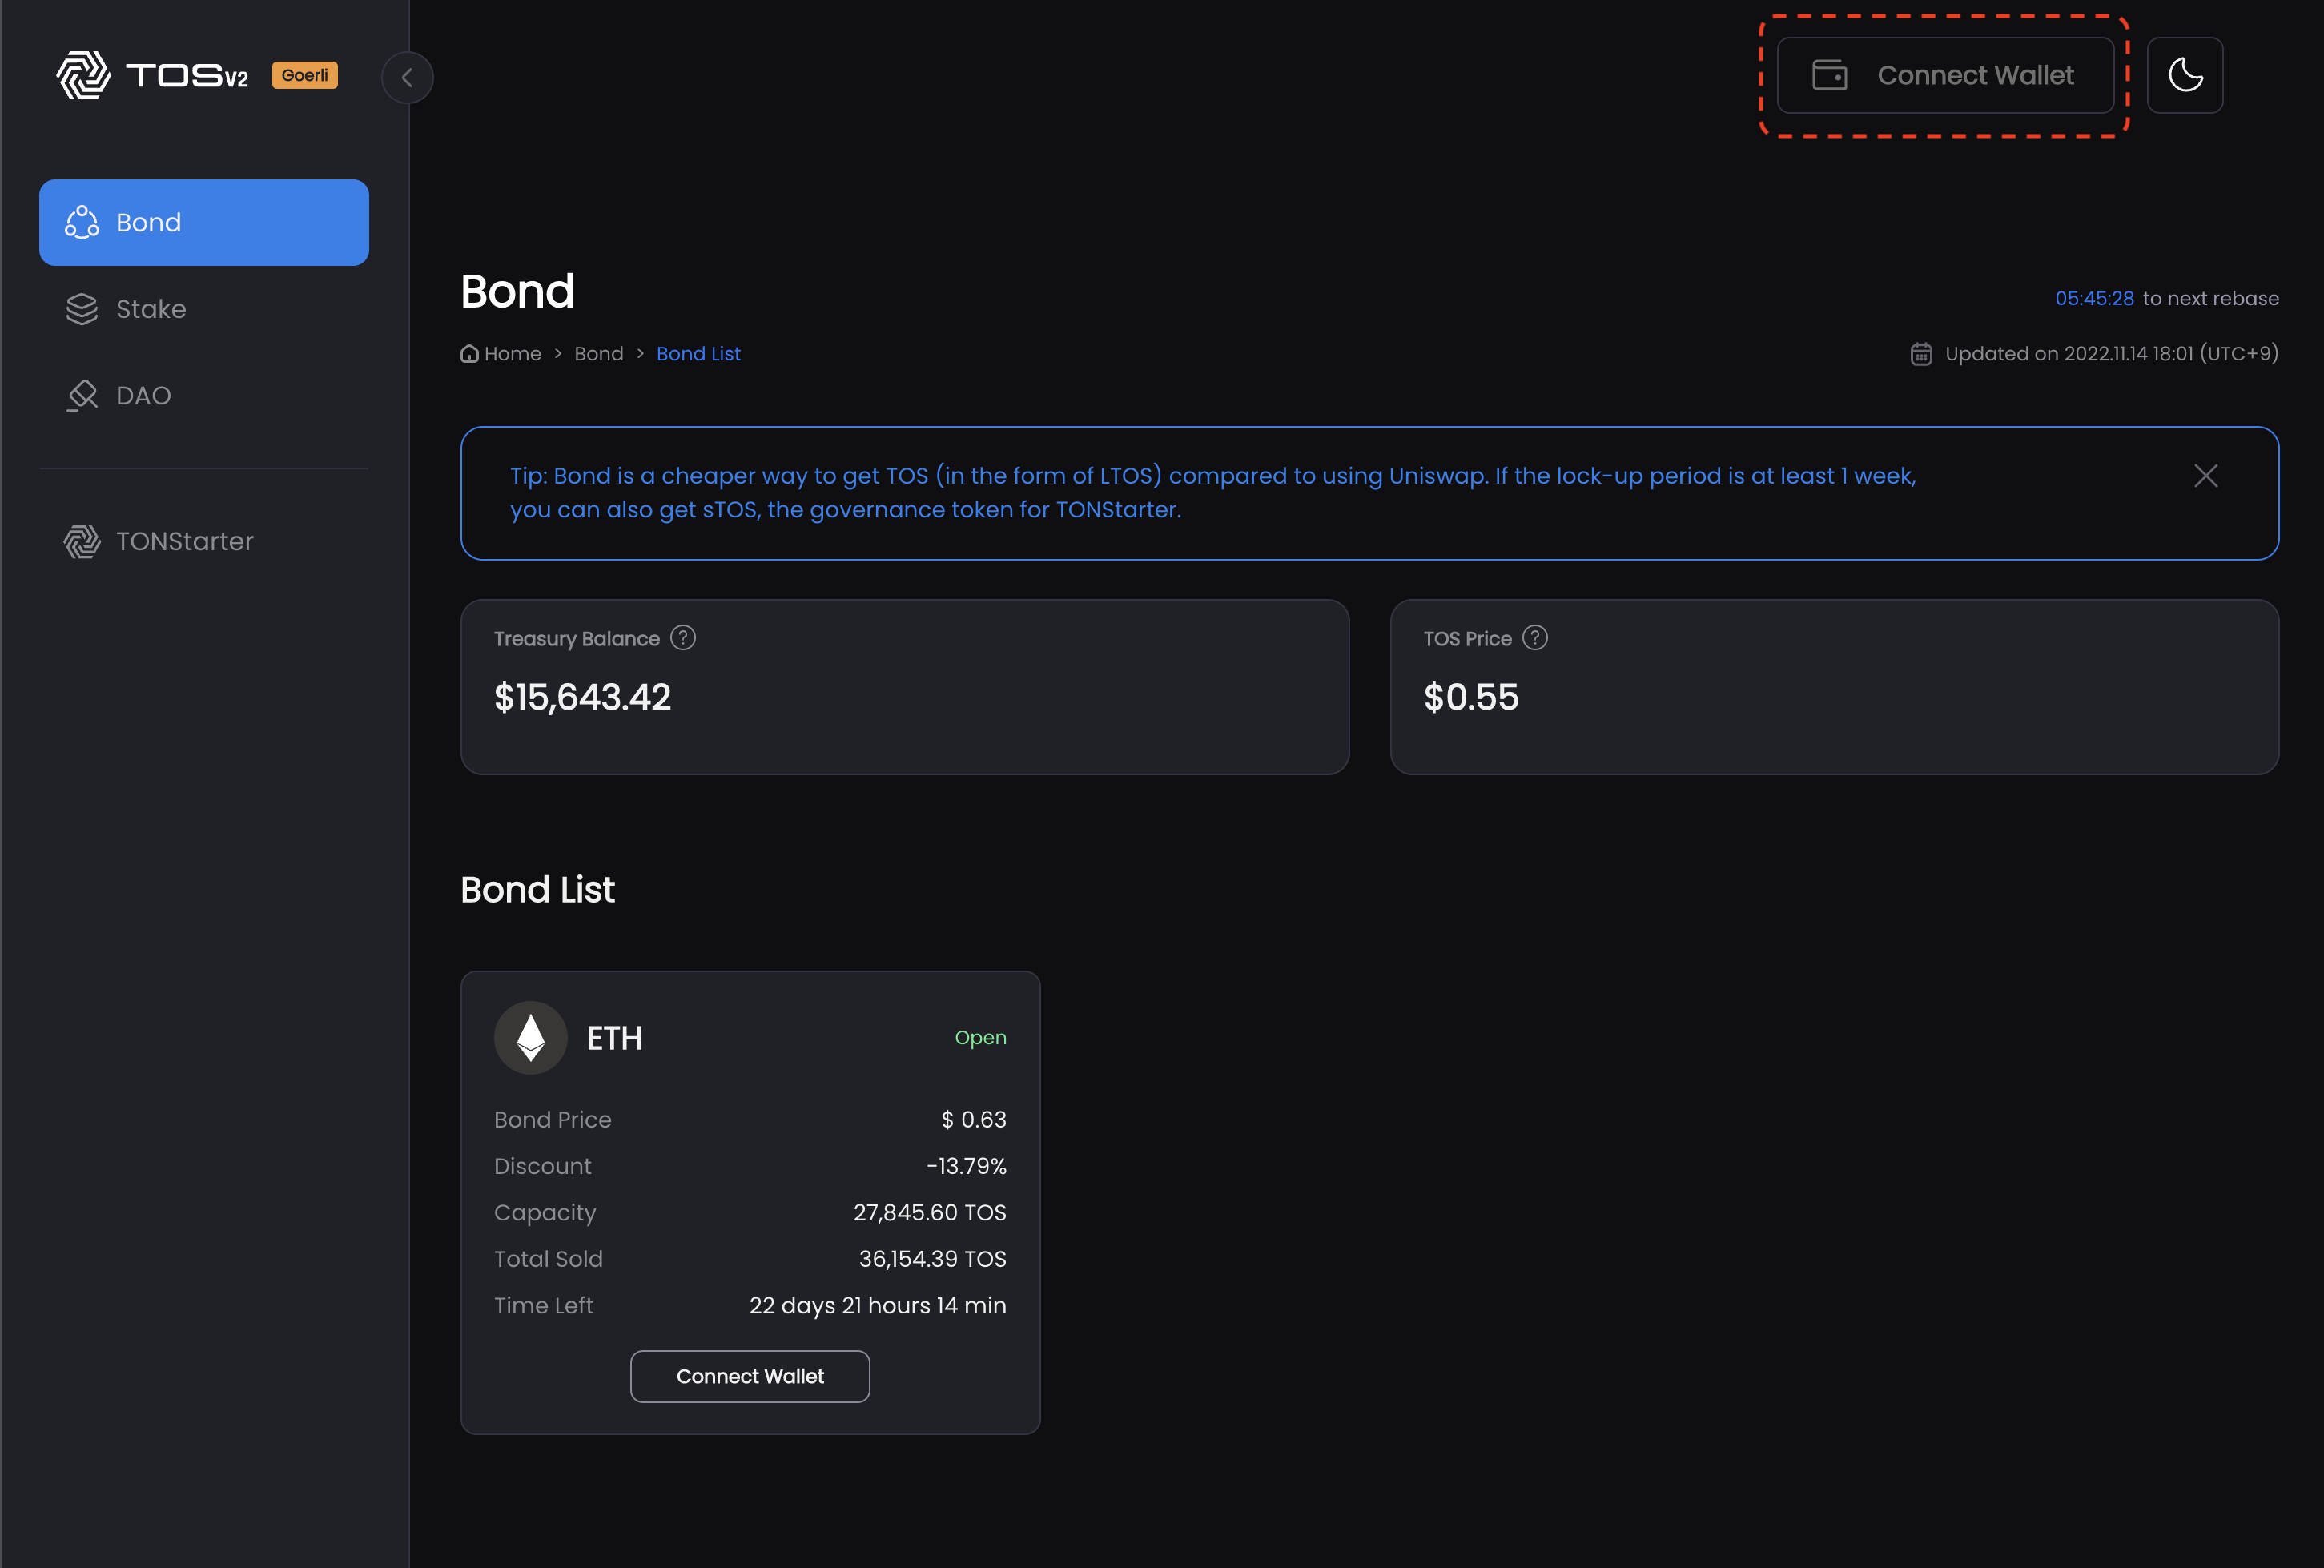 TOSV2 Goerli
Connect Wallet
Bond
Stake
DAO
TONStarter
Bond
05:45:28 to next rebase
Home > Bond > Bond List
Updated on 2022.11.14 18:01 (UTC+9)
Tip: Bond is a cheaper way to get TOS (in the form of LTOS) compared to using Uniswap. If the lock-up period is at least 1 week,
you can also get sTOS, the governance token for TONStarter.
Treasury Balance ?
$15,643.42
TOS Price ?
$0.55
Bond List
ETH Open
Bond Price $ 0.63
Discount -13.79%
Capacity 27,845.60 TOS
Total Sold 36,154.39 TOS
Time Left 22 days 21 hours 14 min
Connect Wallet